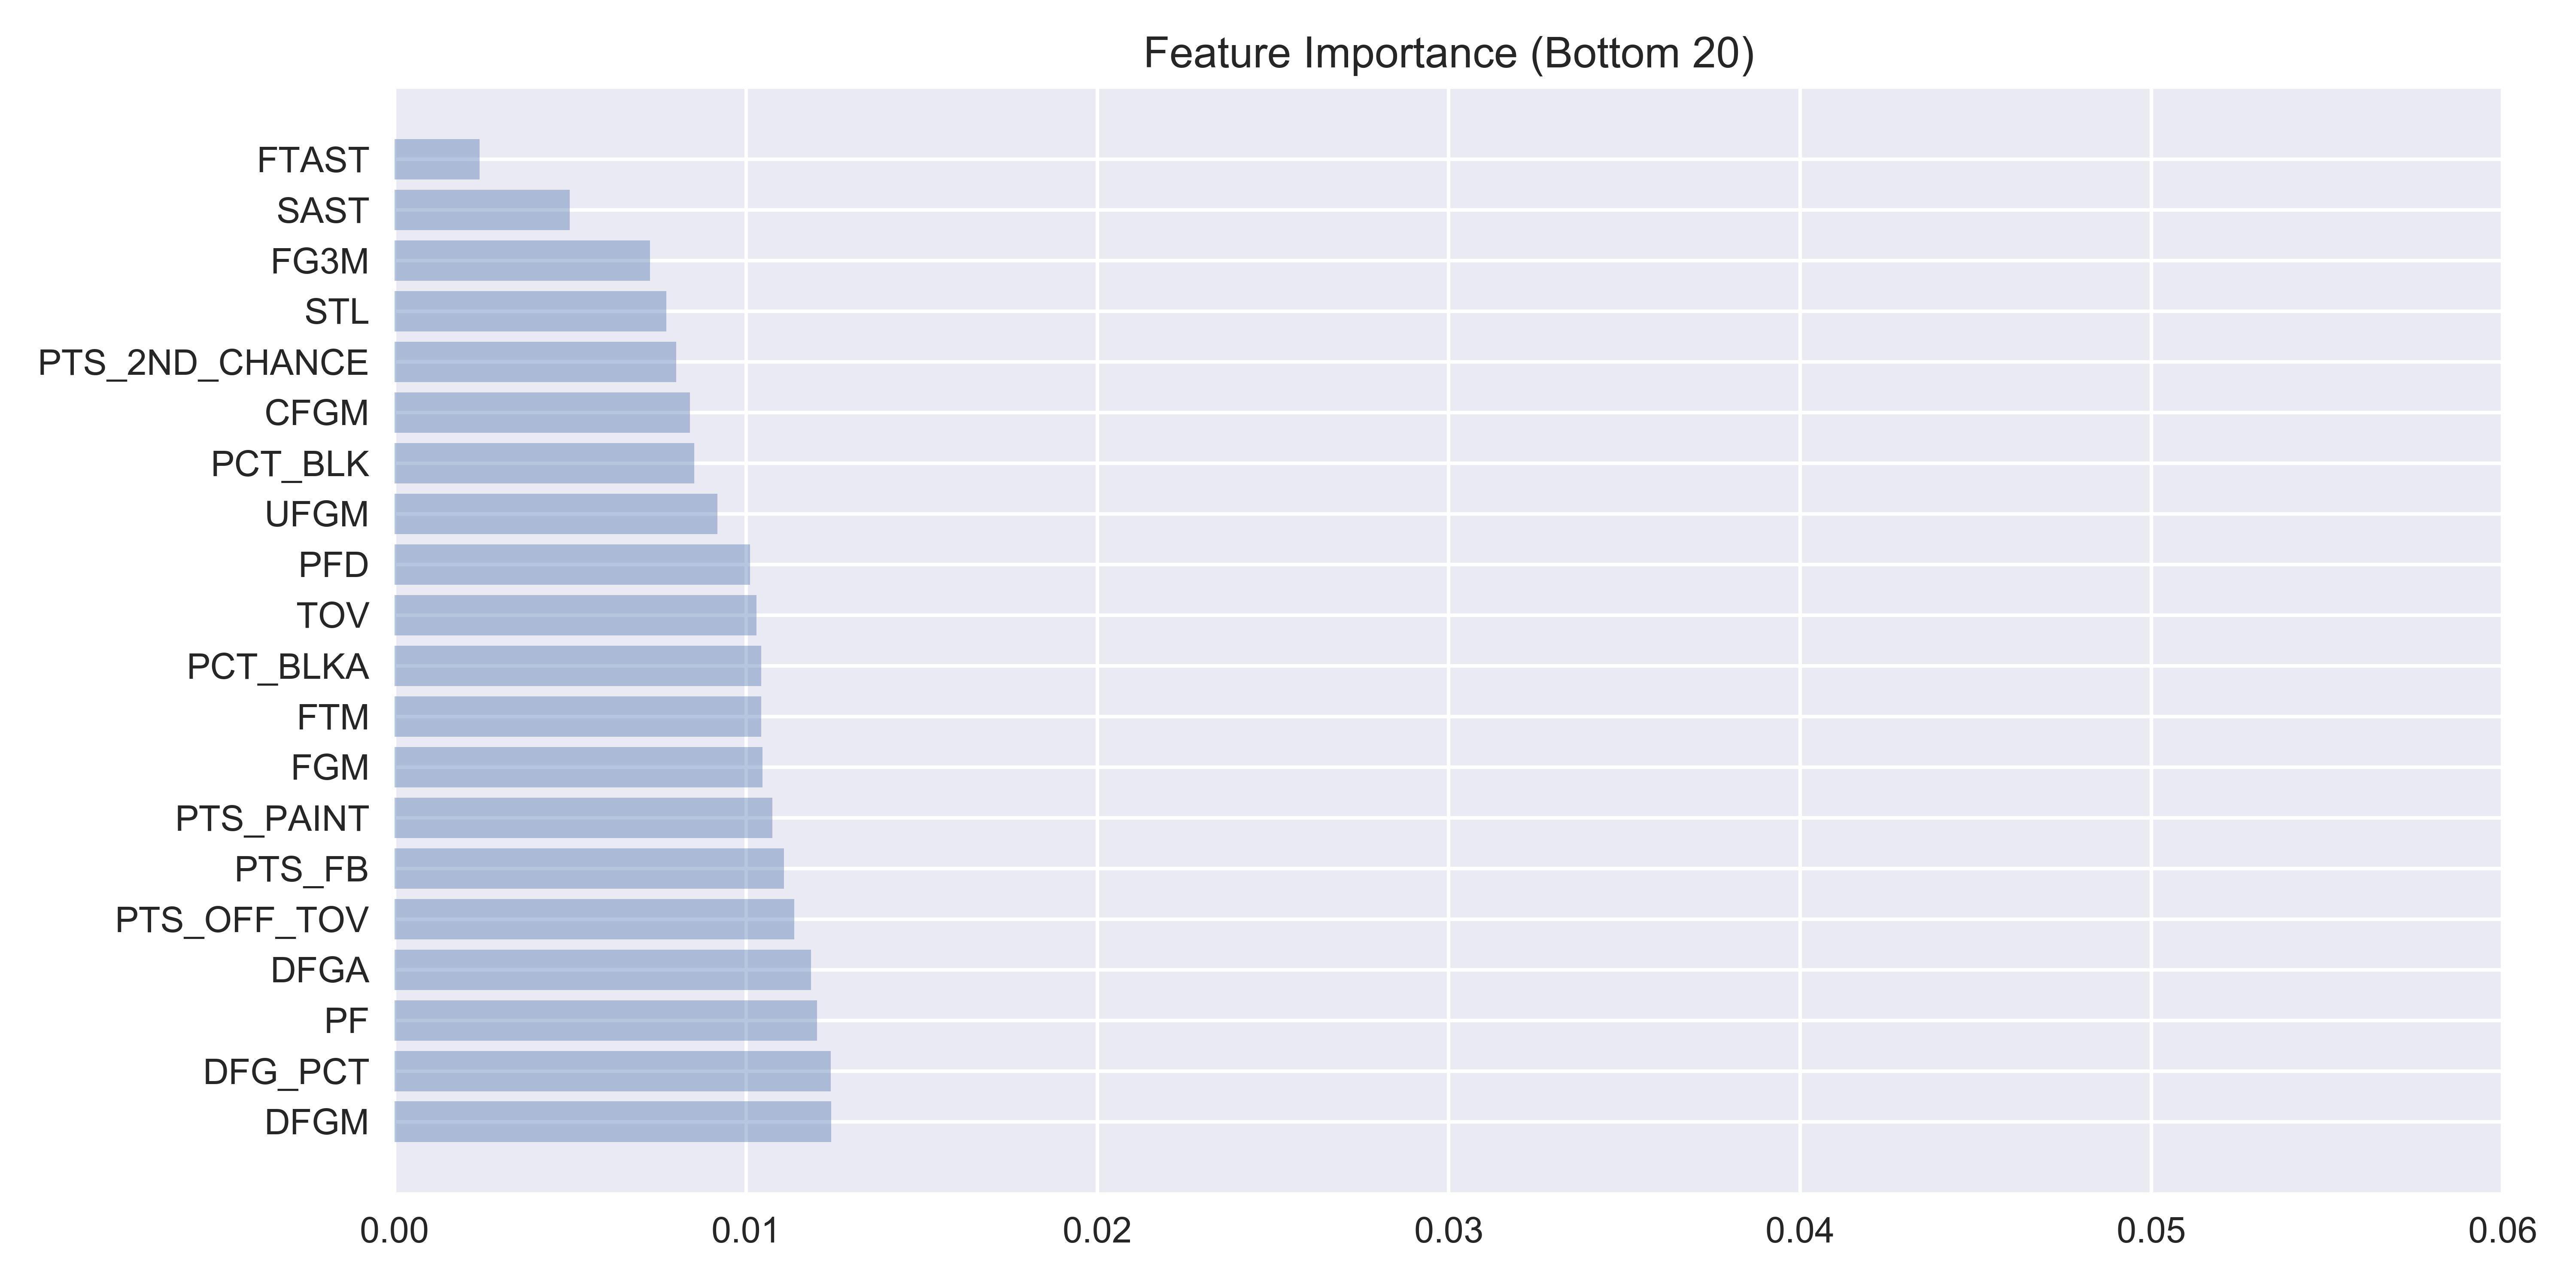 Feature Importance (Bottom 20)
FTAST
SAST
FG3M
STL
PTS_2ND_CHANCE
CFGM
PCT_BLK
UFGM
PFD
TOV
PCT_BLKA
FTM
FGM
PTS_PAINT
PTS_FB
PTS_OFF_TOV
DFGA
PF
DFG_PCT
DFGM
0.00 0.01 0.02 0.03 0.04 0.05 0.06